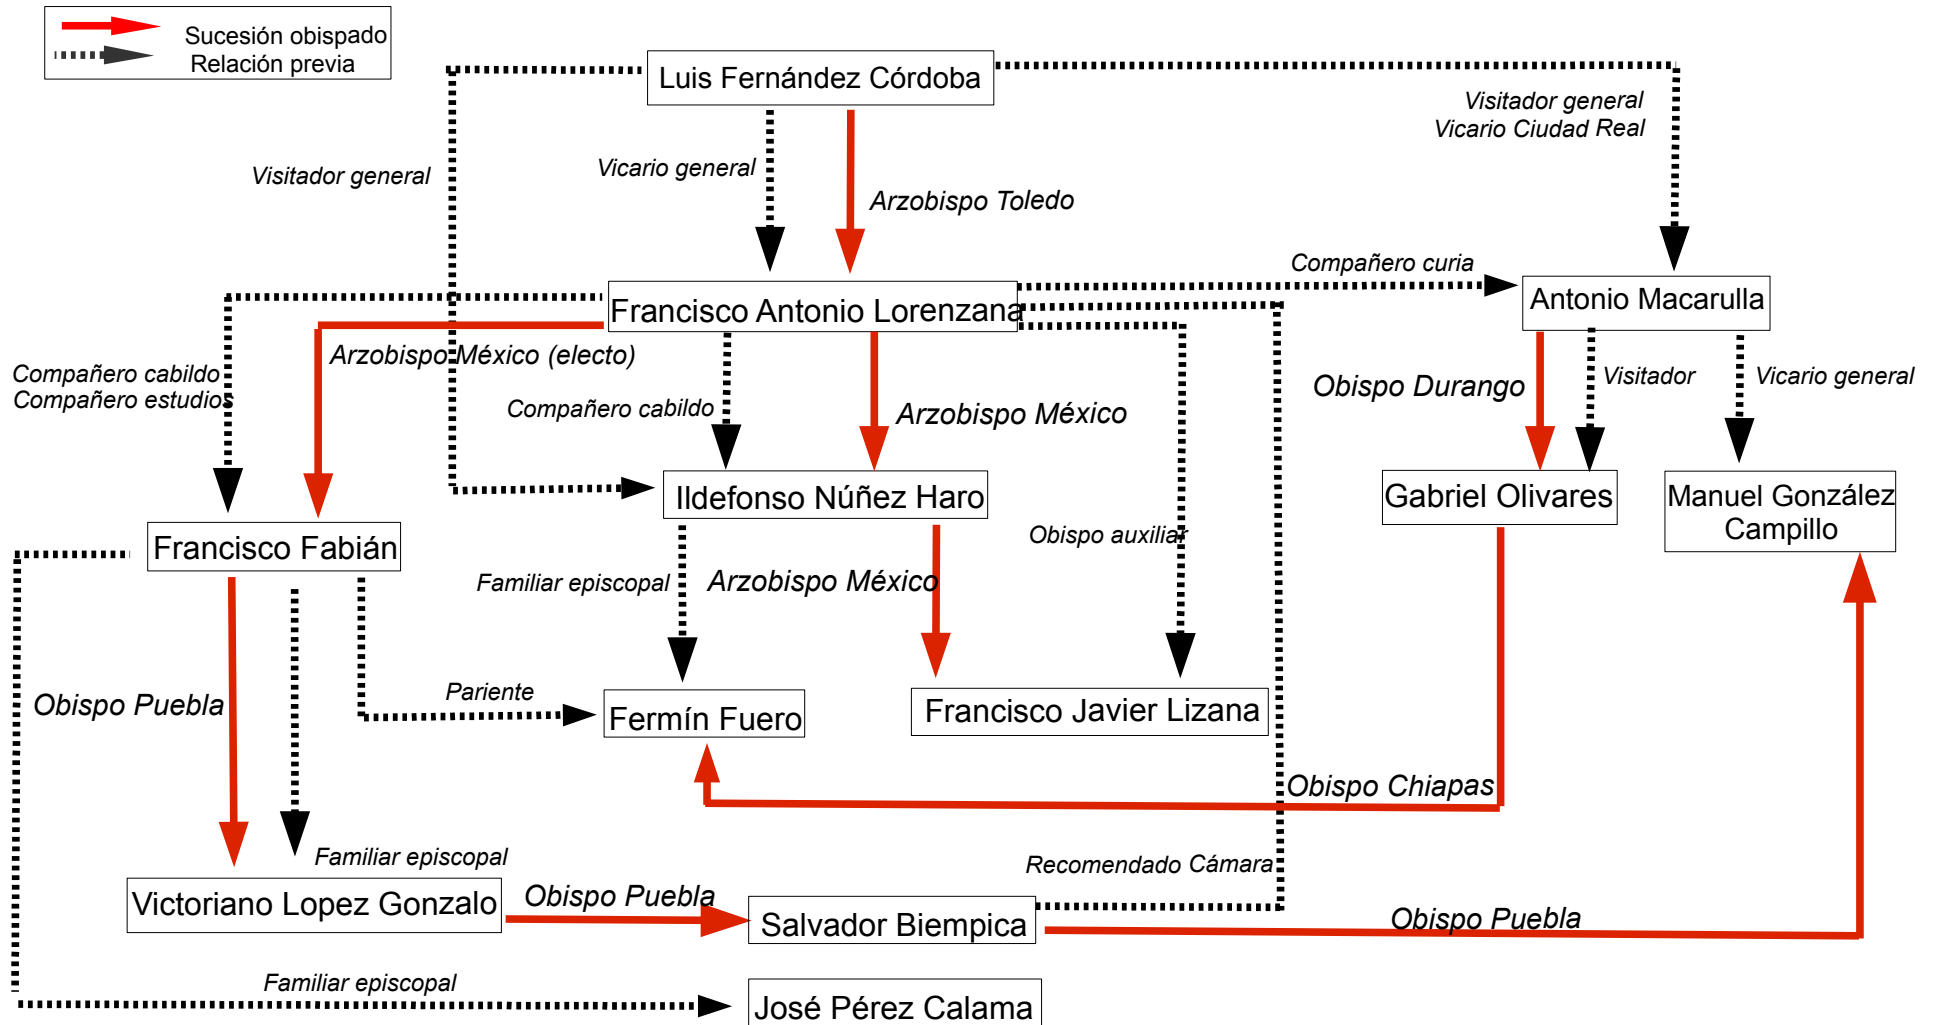 Sucesión obispado
Relación previa
Luis Fernández Córdoba
Visitador general
Vicario Ciudad Real
Visitador general
Vicario general
Arzobispo Toledo
Compañero curia
Francisco Antonio Lorenzana
Antonio Macarulla
Arzobispo México (electo)
Compañero cabildo
Compañero estudios
Compañero cabildo
Arzobispo México
Obispo Durango
Visitador
Vicario general
Ildefonso Núñez Haro
Gabriel Olivares
Manuel González
Campillo
Francisco Fabián
Obispo auxiliar
Familiar episcopal
Arzobispo México
Obispo Puebla
Pariente
Fermín Fuero
Francisco Javier Lizana
Obispo Chiapas
Familiar episcopal
Recomendado Cámara
Victoriano Lopez Gonzalo
Obispo Puebla
Salvador Biempica
Obispo Puebla
Familiar episcopal
José Pérez Calama